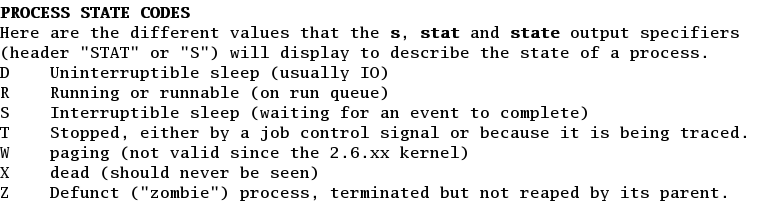 PROCESS STATE CODES
Here are the different values that the s, stat and state output specifiers
(header "STAT" or "S") will display to describe the state of a process.
D    Uninterruptible sleep (usually IO)
R    Running or runnable (on run queue)
S    Interruptible sleep (waiting for an event to complete)
T    Stopped, either by a job control signal or because it is being traced.
W    paging (not valid since the 2.6.xx kernel)
X    dead (should never be seen)
Z    Defunct ("zombie") process, terminated but not reaped by its parent.